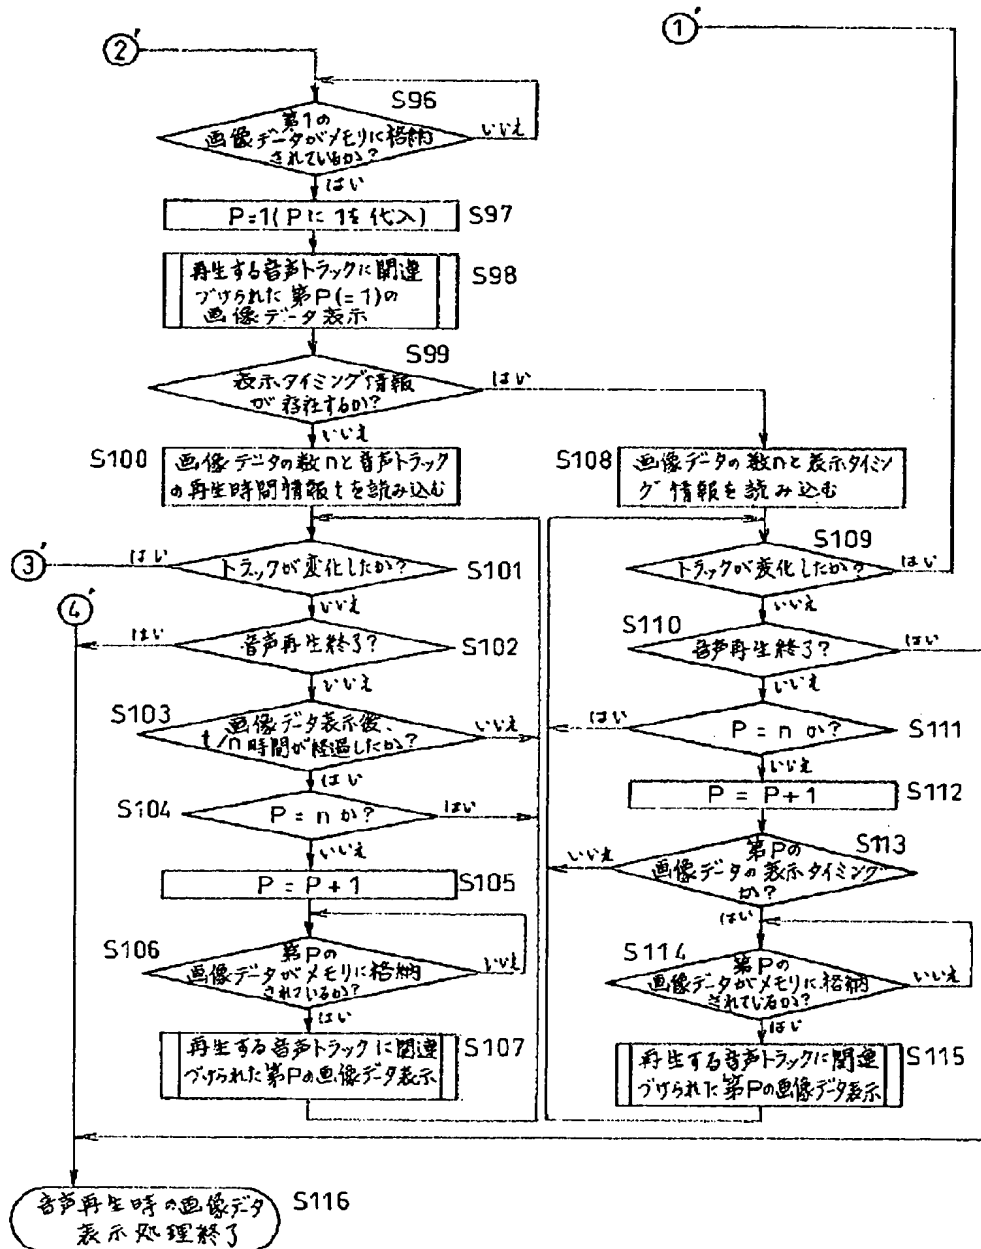 ②'
①'
S96
第1の
画像データがメモリに格納
されているか?
いいえ
はい
P=1(Pに1を代入)
S97
再生する音声トラックに関連
づけられた第P(=1)の
画像データ表示
S98
S99
表示タイミング情報
が存在するか?
はい
いいえ
S100
画像データの数nと音声トラック
の再生時間情報tを読み込む
S108
画像データの数nと表示タイミン
グ情報を読み込む
③'
はい
トラックが変化したか?
S101
いいえ
④'
はい
音声再生終了?
S102
いいえ
S103
画像データ表示後、
t/n時間が経過したか?
いいえ
はい
S104
P=nか?
はい
いいえ
P=P+1
S105
S106
第Pの
画像データがメモリに格納
されているか?
いいえ
はい
再生する音声トラックに関連
づけられた第Pの画像データ表示
S107
S109
トラックが変化したか?
はい
いいえ
S110
音声再生終了?
はい
いいえ
はい
P=nか?
S111
いいえ
P=P+1
S112
S113
第Pの
画像データの表示タイミング
か?
いいえ
はい
S114
第Pの
画像データがメモリに格納
されているか?
いいえ
はい
再生する音声トラックに関連
づけられた第Pの画像データ表示
S115
音声再生時の画像データ
表示処理終了
S116